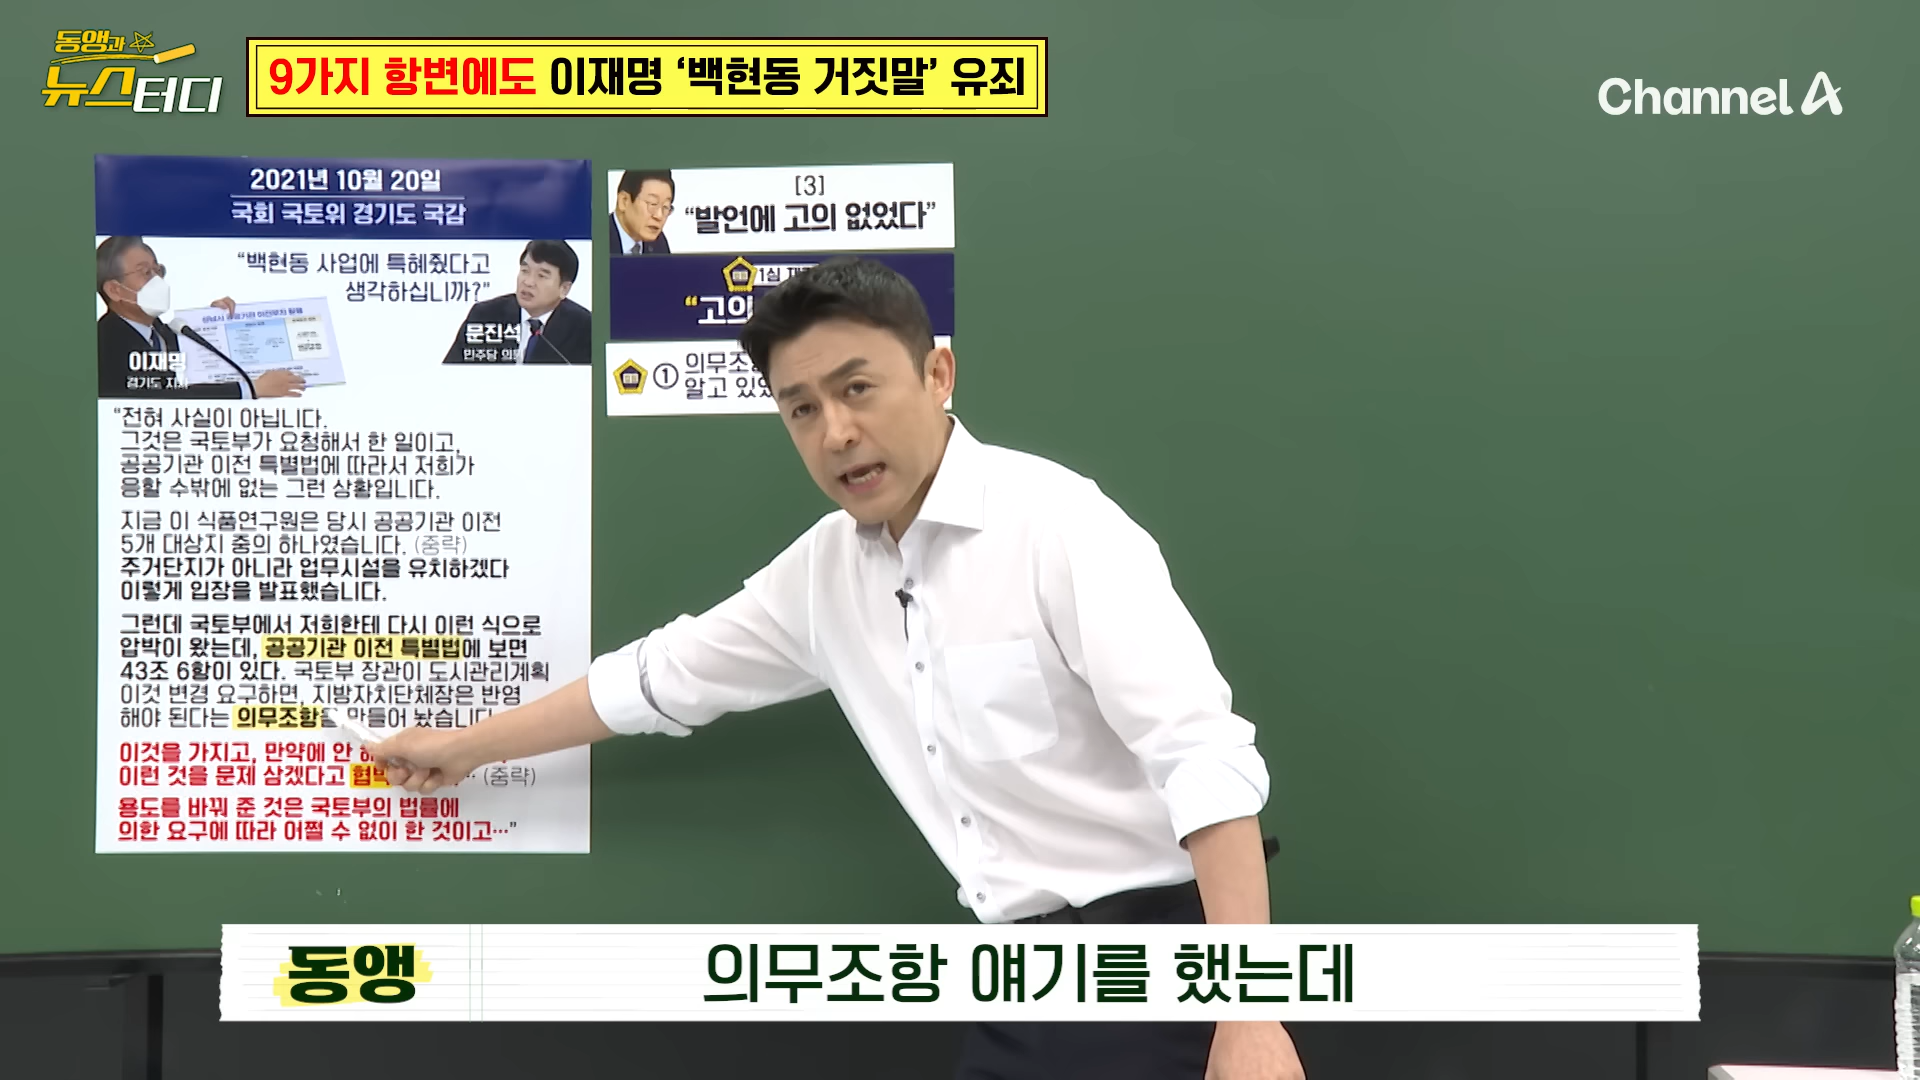 동앵과
뉴스터디
9가지 항변에도 이재명 ‘백현동 거짓말’ 유죄
Channel A
2021년 10월 20일
국회 국토위 경기도 국감
“백현동 사업에 특혜줬다고
생각하십니까?”
이재명
경기도 지사
문진석
민주당 의원
“전혀 사실이 아닙니다.
그것은 국토부가 요청해서 한 일이고,
공공기관 이전 특별법에 따라서 저희가
응할 수밖에 없는 그런 상황입니다.
지금 이 식품연구원은 당시 공공기관 이전
5개 대상지 중의 하나였습니다. (중략)
주거단지가 아니라 업무시설을 유치하겠다
이렇게 입장을 발표했습니다.
그런데 국토부에서 저희한테 다시 이런 식으로
압박이 왔는데, 공공기관 이전 특별법에 보면
43조 6항이 있다. 국토부 장관이 도시관리계획
이것 변경 요구하면, 지방자치단체장은 반영
해야 된다는 의무조항을 만들어 놨습니다
이것을 가지고, 만약에 안
이런 것을 문제 삼겠다고 협박 … (중략)
용도를 바꿔 준 것은 국토부의 법률에
의한 요구에 따라 어쩔 수 없이 한 것이고…”
[3]
“발언에 고의 없었다”
1심
“고의
① 의무조항
알고 있었
동앵
의무조항 얘기를 했는데